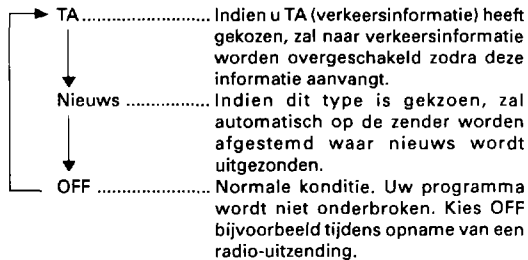 TA .................... Indien u TA (verkeersinformatie) heeft
gekozen, zal naar verkeersinformatie
worden overgeschakeld zodra deze
informatie aanvangt.
Nieuws .................. Indien dit type is gekzoen, zal
automatisch op de zender worden
afgestemd waar nieuws wordt
uitgezonden.
OFF ..................... Normale konditie. Uw programma
wordt niet onderbroken. Kies OFF
bijvoorbeeld tijdens opname van een
radio-uitzending.